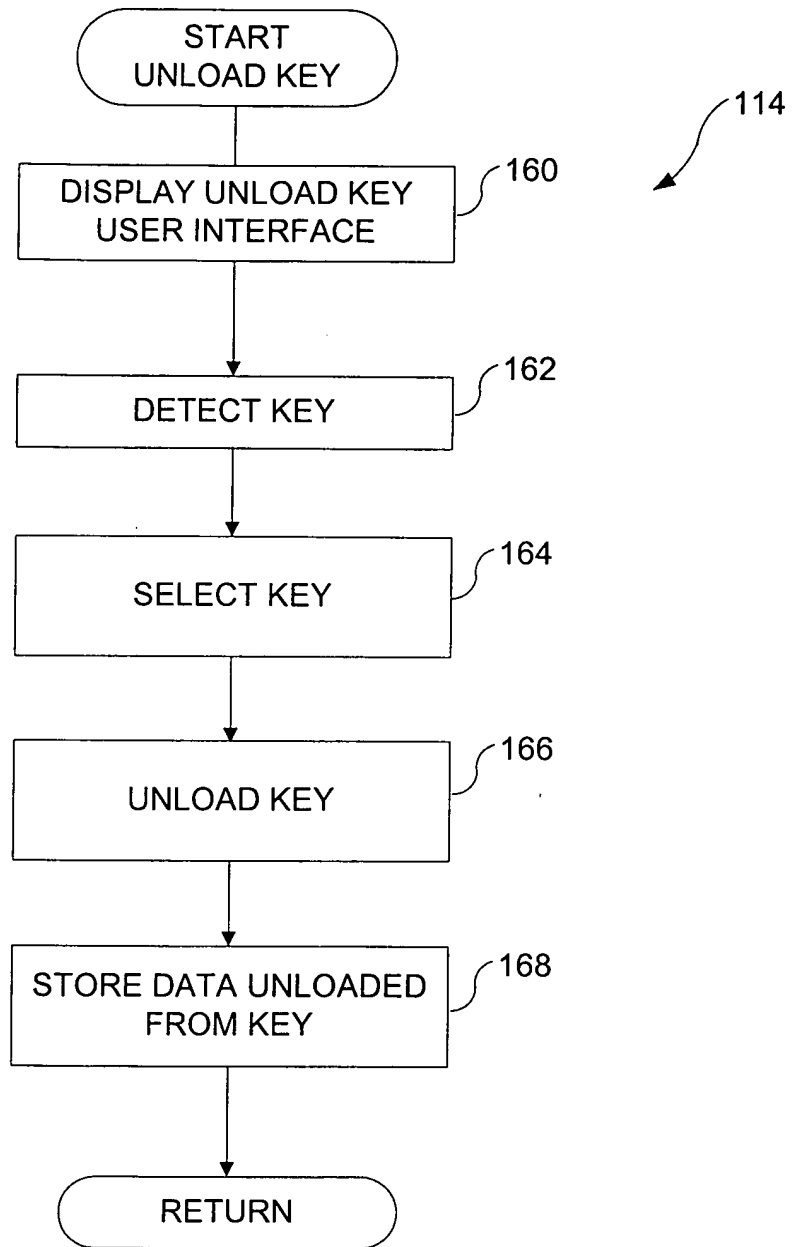 START
UNLOAD KEY
114
DISPLAY UNLOAD KEY
USER INTERFACE
160
DETECT KEY
162
SELECT KEY
164
UNLOAD KEY
166
STORE DATA UNLOADED
FROM KEY
168
RETURN